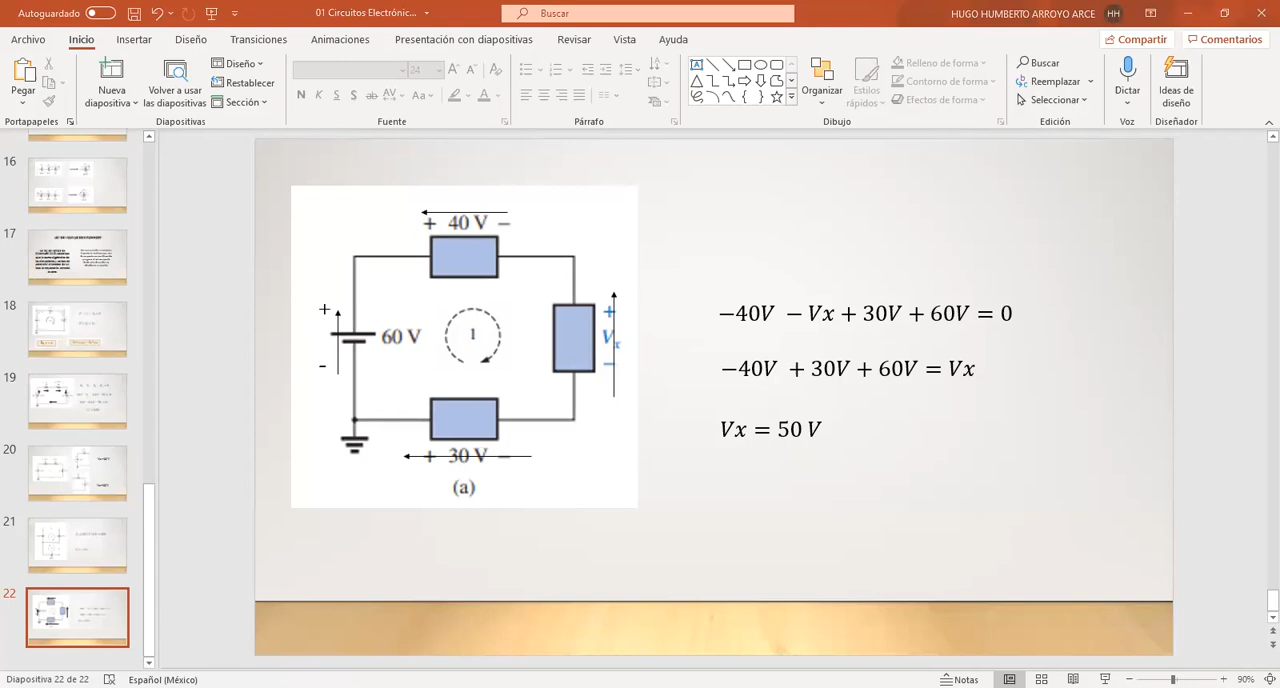 Autoguardado
01 Circuitos Electrónic...
Buscar
HUGO HUMBERTO ARROYO ARCE
HH
Archivo Inicio Insertar Diseño Transiciones Animaciones Presentación con diapositivas Revisar Vista Ayuda
Compartir Comentarios
Pegar
Nueva diapositiva
Volver a usar las diapositivas
Diseño
Restablecer
Sección
24
N K S S ab AV Aa A
Organizar
Estilos rápidos
Relleno de forma
Contorno de forma
Efectos de forma
Buscar
Reemplazar
Seleccionar
Dictar
Ideas de diseño
Portapapeles Diapositivas Fuente Párrafo Dibujo Edición Voz Diseñador
16
17
18
19
20
21
22
+ 40 V −
+
60 V
-
1
+
Vx
−
+ 30 V −
(a)
−40V − Vx + 30V + 60V = 0
−40V + 30V + 60V = Vx
Vx = 50 V
Diapositiva 22 de 22 Español (México) Notas 90%